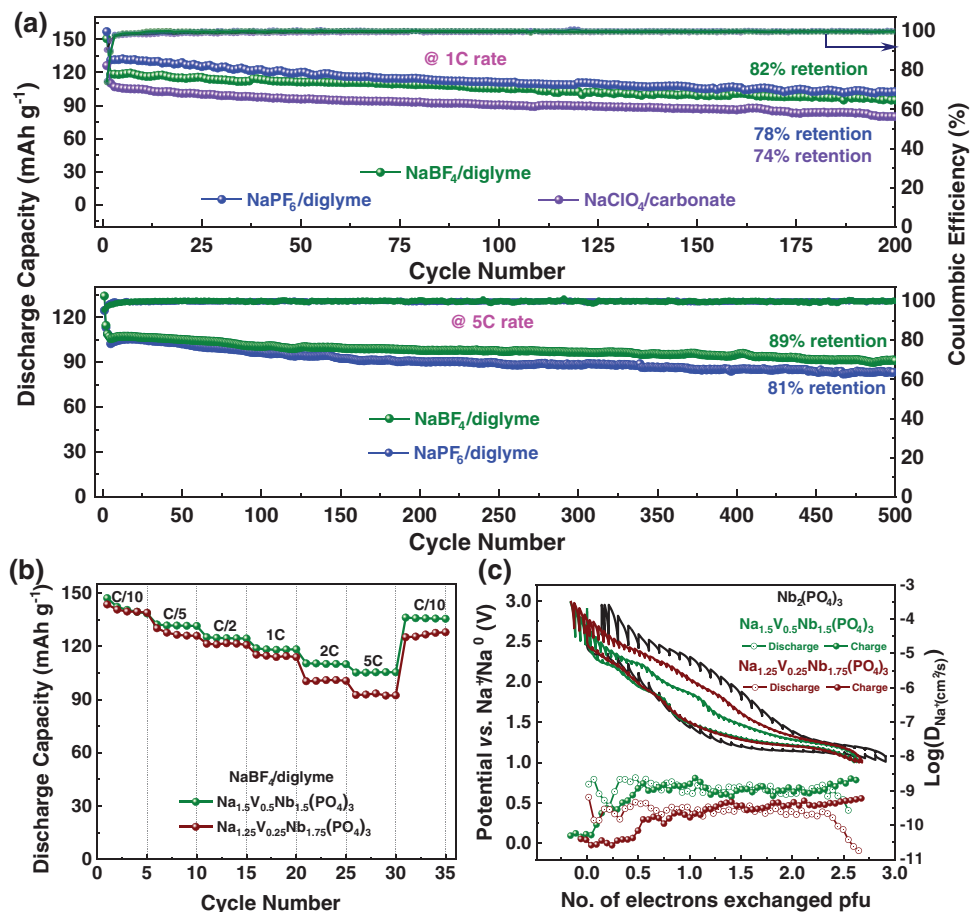 (a)
Discharge Capacity (mAh g⁻¹)
150
120
90
60
30
0
@ 1C rate
82% retention
78% retention
74% retention
NaBF₄/diglyme
NaPF₆/diglyme
NaClO₄/carbonate
100
80
60
40
20
0
Coulombic Efficiency (%)
0 25 50 75 100 125 150 175 200
Cycle Number
120
90
60
30
0
@ 5C rate
89% retention
81% retention
NaBF₄/diglyme
NaPF₆/diglyme
100
80
60
40
20
0
0 50 100 150 200 250 300 350 400 450 500
Cycle Number
(b)
Discharge Capacity (mAh g⁻¹)
150
120
90
60
30
0
C/10
C/5
C/2
1C
2C
5C
C/10
NaBF₄/diglyme
Na₁.₅V₀.₅Nb₁.₅(PO₄)₃
Na₁.₂₅V₀.₂₅Nb₁.₇₅(PO₄)₃
0 5 10 15 20 25 30 35
Cycle Number
(c)
Potential vs. Na⁺/Na⁰ (V)
3.0
2.5
2.0
1.5
1.0
0.5
0.0
Nb₂(PO₄)₃
Na₁.₅V₀.₅Nb₁.₅(PO₄)₃
Discharge Charge
Na₁.₂₅V₀.₂₅Nb₁.₇₅(PO₄)₃
Discharge Charge
-3
-4
-5
-6
-7
-8
-9
-10
-11
Log(D_Na⁺(cm²/s))
0.0 0.5 1.0 1.5 2.0 2.5 3.0
No. of electrons exchanged pfu